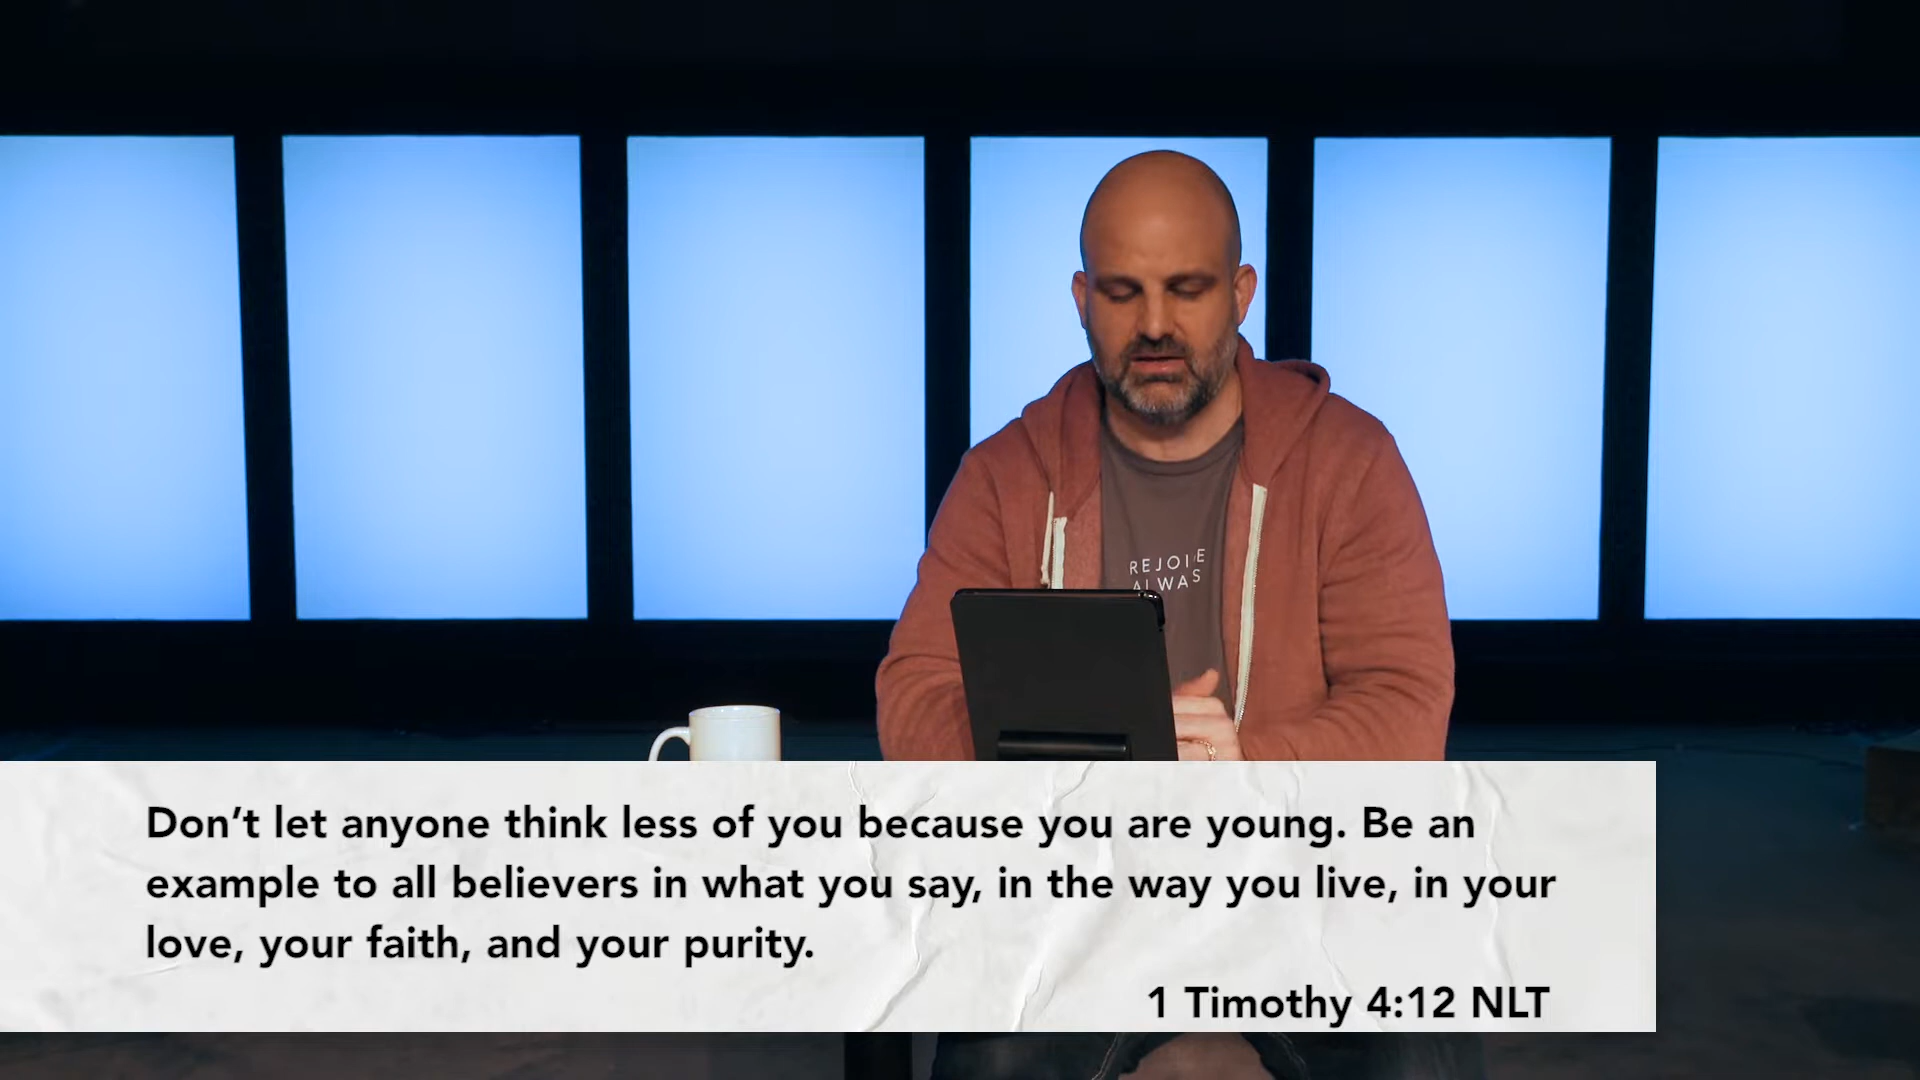 REJOICE
ALWAS
Don’t let anyone think less of you because you are young. Be an
example to all believers in what you say, in the way you live, in your
love, your faith, and your purity.
1 Timothy 4:12 NLT